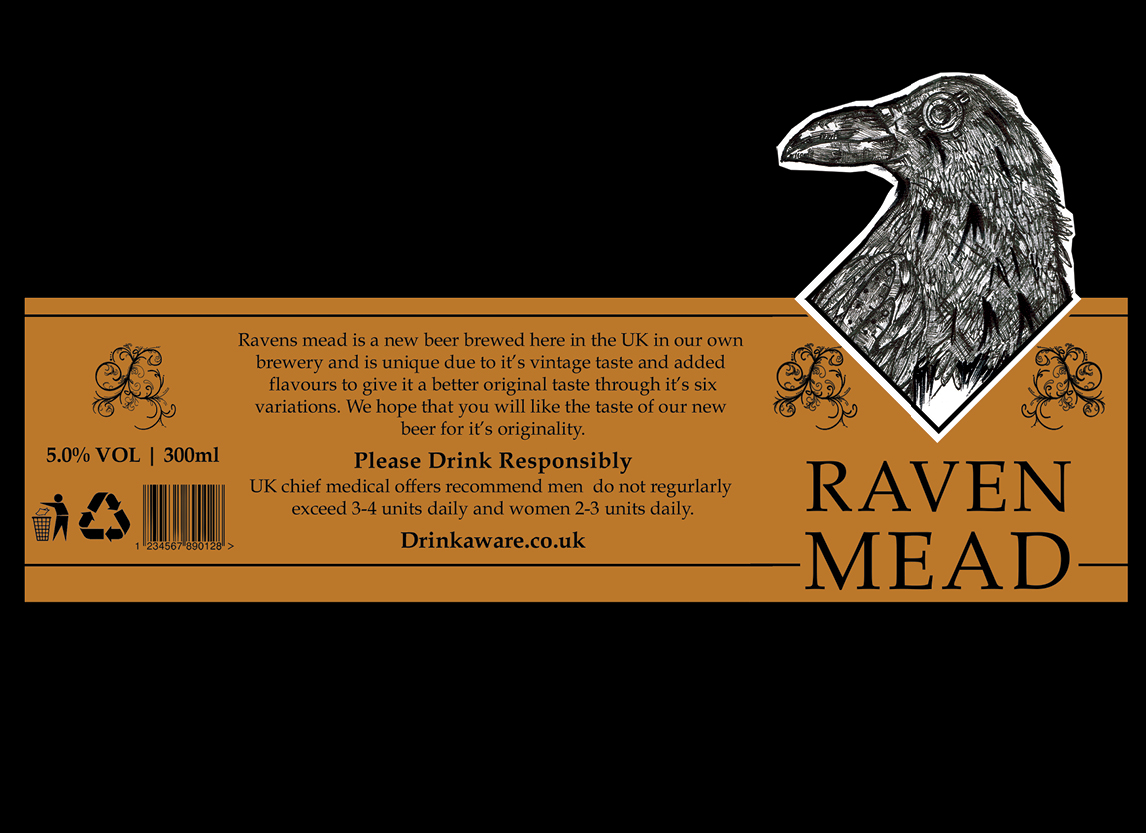 Ravens mead is a new beer brewed here in the UK in our own
brewery and is unique due to it’s vintage taste and added
flavours to give it a better original taste through it’s six
variations. We hope that you will like the taste of our new
beer for it’s originality.
Please Drink Responsibly
UK chief medical offers recommend men  do not regurlarly
exceed 3-4 units daily and women 2-3 units daily.
Drinkaware.co.uk
5.0% VOL | 300ml
1 234567 890128 >
RAVEN
MEAD